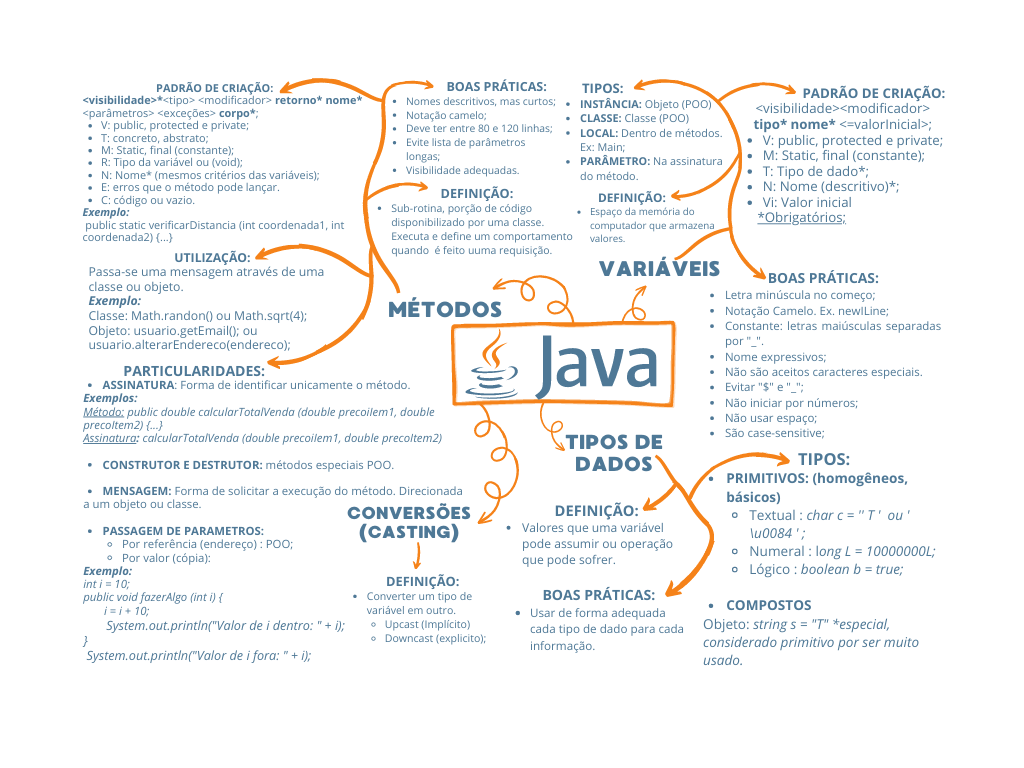 PADRÃO DE CRIAÇÃO:
<visibilidade>*<tipo> <modificador> retorno* nome*
<parâmetros> <exceções> corpo*;
V: public, protected e private;
T: concreto, abstrato;
M: Static, final (constante);
R: Tipo da variável ou (void);
N: Nome* (mesmos critérios das variáveis);
E: erros que o método pode lançar.
C: código ou vazio.
Exemplo:
public static verificarDistancia (int coordenada1, int
coordenada2) {...}
UTILIZAÇÃO:
Passa-se uma mensagem através de uma
classe ou objeto.
Exemplo:
Classe: Math.randon() ou Math.sqrt(4);
Objeto: usuario.getEmail(); ou
usuario.alterarEndereco(endereco);
PARTICULARIDADES:
ASSINATURA: Forma de identificar unicamente o método.
Exemplos:
Método: public double calcularTotalVenda (double precoiIem1, double
precoItem2) {...}
Assinatura: calcularTotalVenda (double precoiIem1, double precoItem2)
CONSTRUTOR E DESTRUTOR: métodos especiais POO.
MENSAGEM: Forma de solicitar a execução do método. Direcionada
a um objeto ou classe.
PASSAGEM DE PARAMETROS:
Por referência (endereço) : POO;
Por valor (cópia):
Exemplo:
int i = 10;
public void fazerAlgo (int i) {
i = i + 10;
System.out.println("Valor de i dentro: " + i);
}
System.out.println("Valor de i fora: " + i);
BOAS PRÁTICAS:
Nomes descritivos, mas curtos;
Notação camelo;
Deve ter entre 80 e 120 linhas;
Evite lista de parâmetros
longas;
Visibilidade adequadas.
DEFINIÇÃO:
Sub-rotina, porção de código
disponibilizado por uma classe.
Executa e define um comportamento
quando é feito uuma requisição.
MÉTODOS
TIPOS:
INSTÂNCIA: Objeto (POO)
CLASSE: Classe (POO)
LOCAL: Dentro de métodos.
Ex: Main;
PARÂMETRO: Na assinatura
do método.
DEFINIÇÃO:
Espaço da memória do
computador que armazena
valores.
VARIÁVEIS
PADRÃO DE CRIAÇÃO:
<visibilidade><modificador>
tipo* nome* <=valorInicial>;
V: public, protected e private;
M: Static, final (constante);
T: Tipo de dado*;
N: Nome (descritivo)*;
Vi: Valor inicial
*Obrigatórios;
BOAS PRÁTICAS:
Letra minúscula no começo;
Notação Camelo. Ex. newILine;
Constante: letras maiúsculas separadas
por "_".
Nome expressivos;
Não são aceitos caracteres especiais.
Evitar "$" e "_";
Não iniciar por números;
Não usar espaço;
São case-sensitive;
Java
CONVERSÕES
(CASTING)
DEFINIÇÃO:
Converter um tipo de
variável em outro.
Upcast (Implícito)
Downcast (explicito);
TIPOS DE
DADOS
DEFINIÇÃO:
Valores que uma variável
pode assumir ou operação
que pode sofrer.
BOAS PRÁTICAS:
Usar de forma adequada
cada tipo de dado para cada
informação.
TIPOS:
PRIMITIVOS: (homogêneos,
básicos)
Textual : char c = '' T ' ou '
\u0084 ' ;
Numeral : long L = 10000000L;
Lógico : boolean b = true;
COMPOSTOS
Objeto: string s = "T" *especial,
considerado primitivo por ser muito
usado.